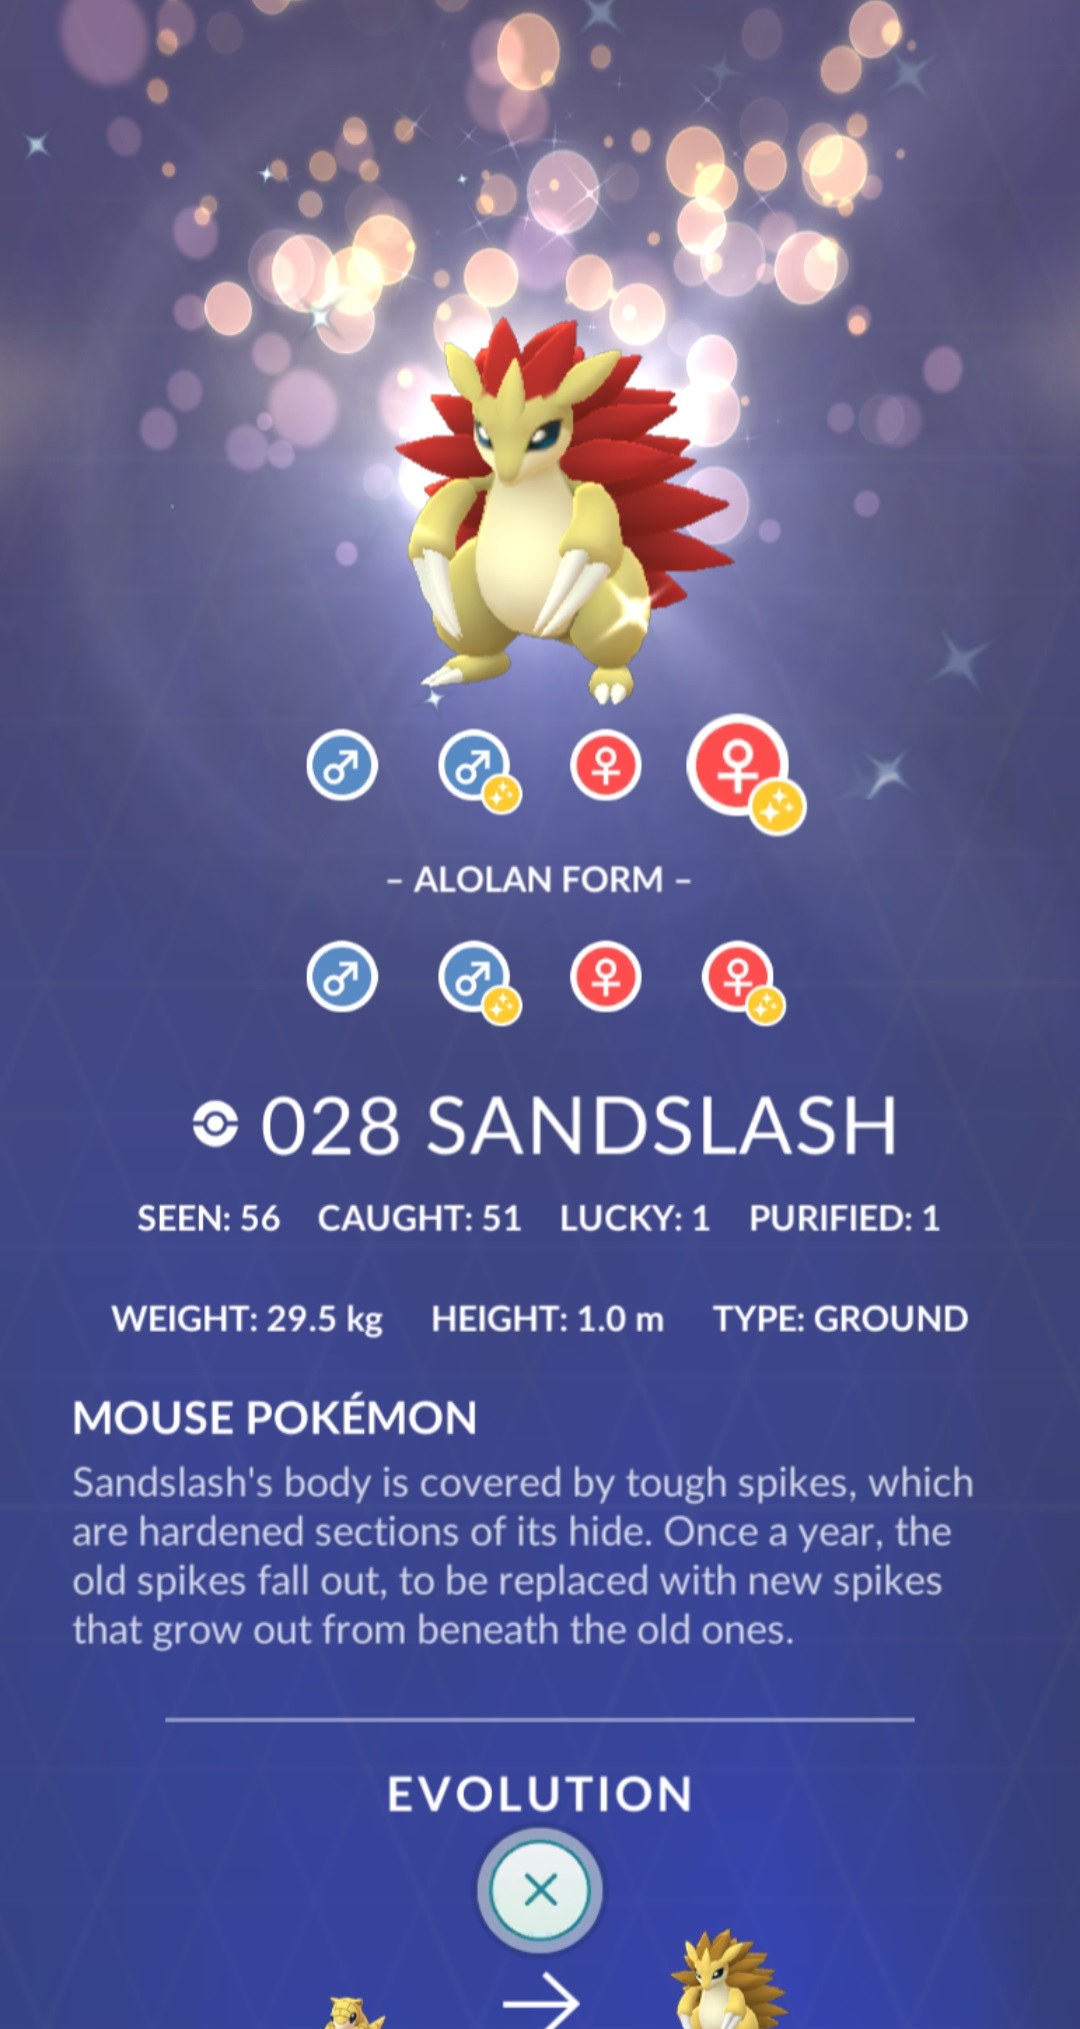 – ALOLAN FORM –
028 SANDSLASH
SEEN: 56 CAUGHT: 51 LUCKY: 1 PURIFIED: 1
WEIGHT: 29.5 kg HEIGHT: 1.0 m TYPE: GROUND
MOUSE POKÉMON
Sandslash's body is covered by tough spikes, which
are hardened sections of its hide. Once a year, the
old spikes fall out, to be replaced with new spikes
that grow out from beneath the old ones.
EVOLUTION